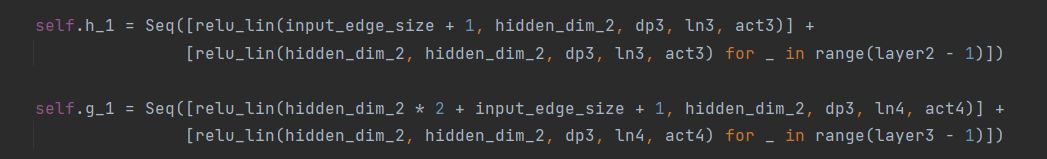 self.h_1 = Seq([relu_lin(input_edge_size + 1, hidden_dim_2, dp3, ln3, act3)] +
[relu_lin(hidden_dim_2, hidden_dim_2, dp3, ln3, act3) for _ in range(layer2 - 1)])
self.g_1 = Seq([relu_lin(hidden_dim_2 * 2 + input_edge_size + 1, hidden_dim_2, dp3, ln4, act4)] +
[relu_lin(hidden_dim_2, hidden_dim_2, dp3, ln4, act4) for _ in range(layer3 - 1)])